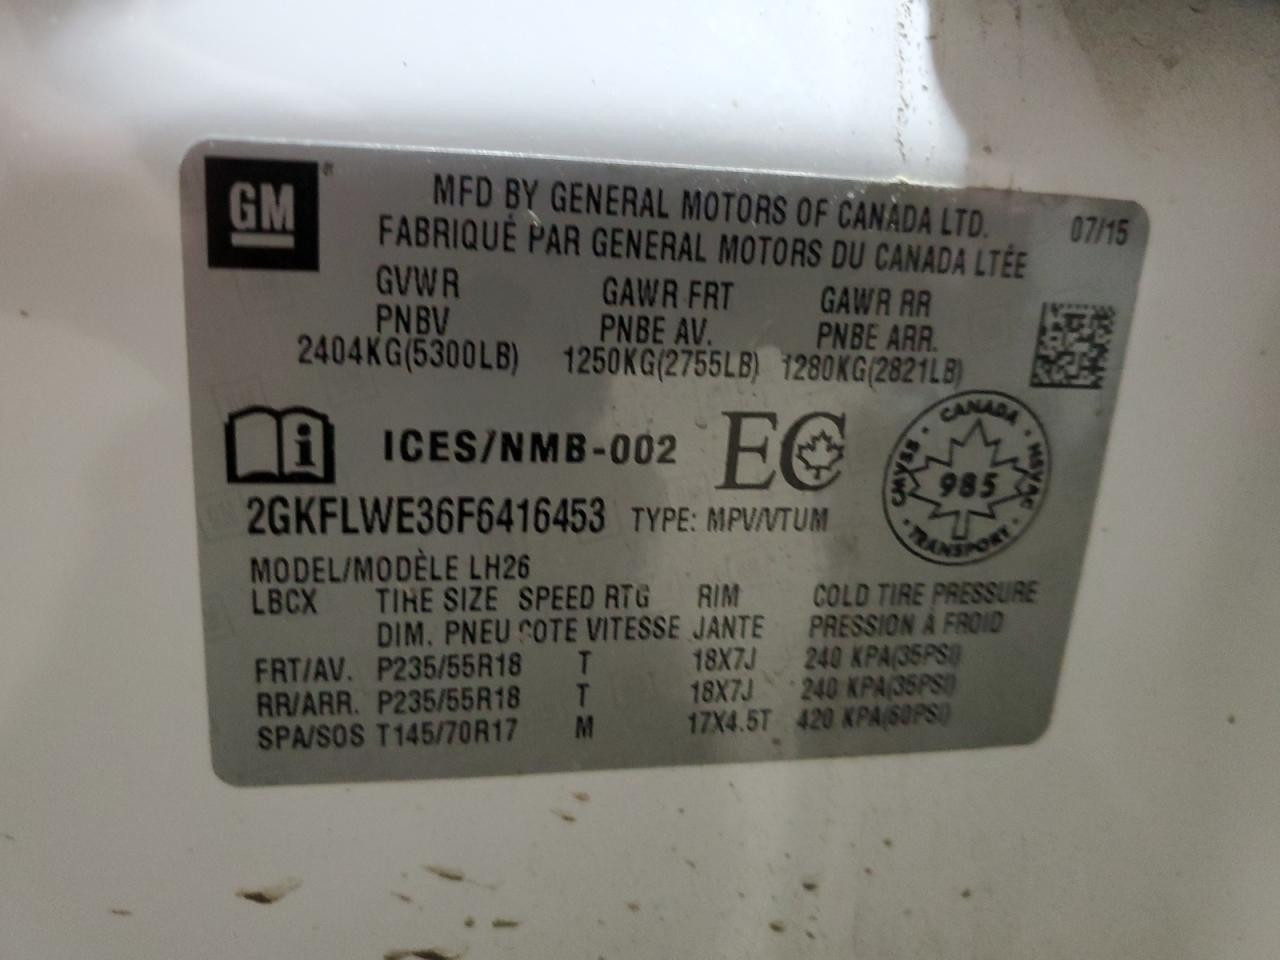 GM
MFD BY GENERAL MOTORS OF CANADA LTD. 07/15
FABRIQUÉ PAR GENERAL MOTORS DU CANADA LTÉE
GVWR GAWR FRT GAWR RR
PNBV PNBE AV. PNBE ARR.
2404KG(5300LB) 1250KG(2755LB) 1280KG(2821LB)
i ICES/NMB-002 EC
CANADA
CMVSS 985 NSVAC
TRANSPORT
2GKFLWE36F6416453 TYPE: MPV/VTUM
MODEL/MODÈLE LH26
LBCX TIRE SIZE SPEED RTG RIM COLD TIRE PRESSURE
DIM. PNEU COTE VITESSE JANTE PRESSION À FROID
FRT/AV. P235/55R18 T 18X7J 240 KPA(35PSI)
RR/ARR. P235/55R18 T 18X7J 240 KPA(35PSI)
SPA/SOS T145/70R17 M 17X4.5T 420 KPA(60PSI)